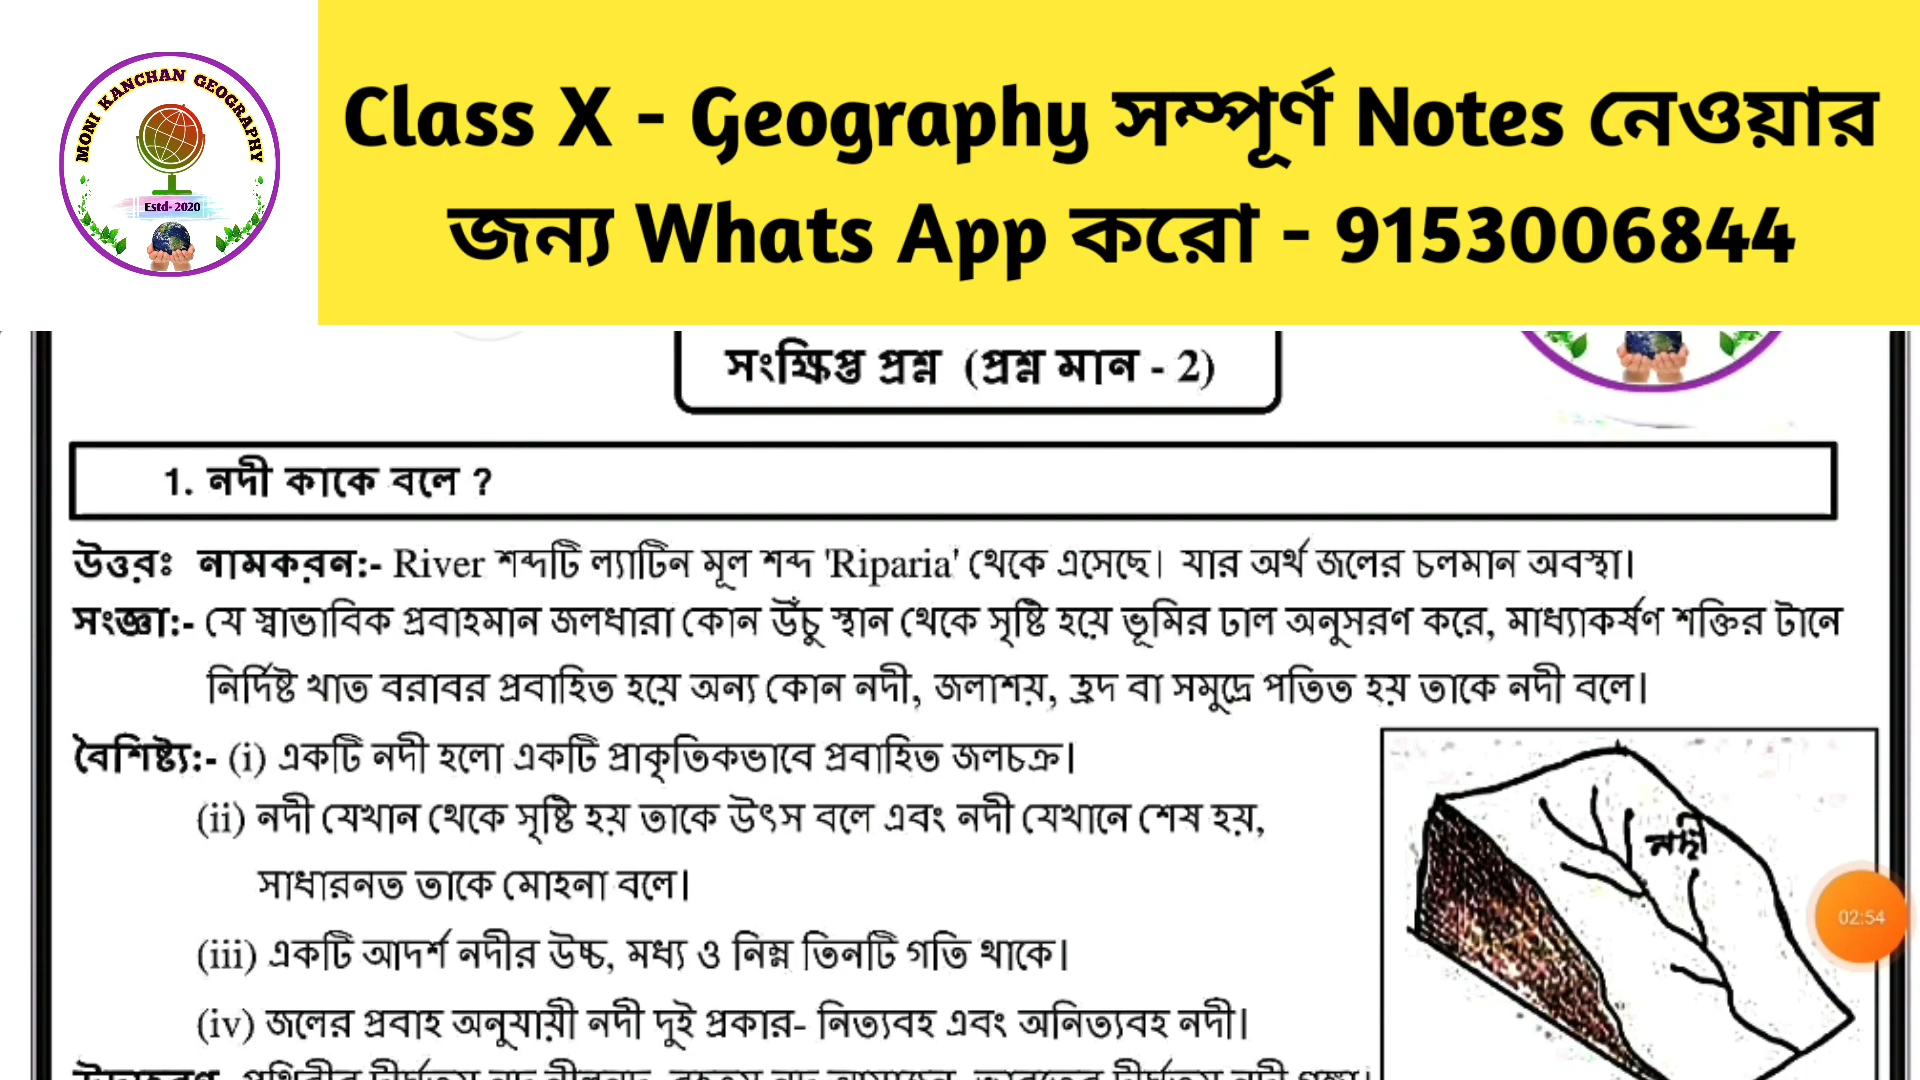 MONI KANCHAN GEOGRAPHY
Estd- 2020
Class X - Geography সম্পূর্ণ Notes নেওয়ার
জন্য Whats App করো - 9153006844
সংক্ষিপ্ত প্রশ্ন (প্রশ্ন মান - 2)
1. নদী কাকে বলে ?
উত্তরঃ নামকরন:- River শব্দটি ল্যাটিন মূল শব্দ 'Riparia' থেকে এসেছে। যার অর্থ জলের চলমান অবস্থা।
সংজ্ঞা:- যে স্বাভাবিক প্রবাহমান জলধারা কোন উঁচু স্থান থেকে সৃষ্টি হয়ে ভূমির ঢাল অনুসরণ করে, মাধ্যাকর্ষণ শক্তির টানে
নির্দিষ্ট খাত বরাবর প্রবাহিত হয়ে অন্য কোন নদী, জলাশয়, হ্রদ বা সমুদ্রে পতিত হয় তাকে নদী বলে।
বৈশিষ্ট্য:- (i) একটি নদী হলো একটি প্রাকৃতিকভাবে প্রবাহিত জলচক্র।
(ii) নদী যেখান থেকে সৃষ্টি হয় তাকে উৎস বলে এবং নদী যেখানে শেষ হয়,
সাধারনত তাকে মোহনা বলে।
(iii) একটি আদর্শ নদীর উচ্চ, মধ্য ও নিম্ন তিনটি গতি থাকে।
(iv) জলের প্রবাহ অনুযায়ী নদী দুই প্রকার- নিত্যবহ এবং অনিত্যবহ নদী।
নদী
02:54